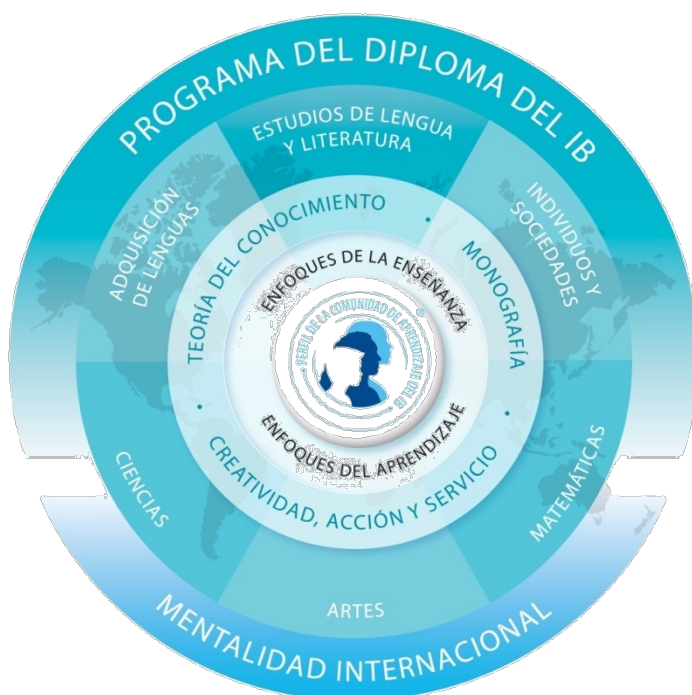 PROGRAMA DEL DIPLOMA DEL IB
ESTUDIOS DE LENGUA
Y LITERATURA
ADQUISICIÓN
DE LENGUAS
INDIVIDUOS Y
SOCIEDADES
TEORÍA DEL CONOCIMIENTO
MONOGRAFÍA
ENFOQUES DE LA ENSEÑANZA
PERFIL DE LA COMUNIDAD DE APRENDIZAJE DEL IB
®
ENFOQUES DEL APRENDIZAJE
CREATIVIDAD, ACCIÓN Y SERVICIO
CIENCIAS
MATEMÁTICAS
ARTES
MENTALIDAD INTERNACIONAL